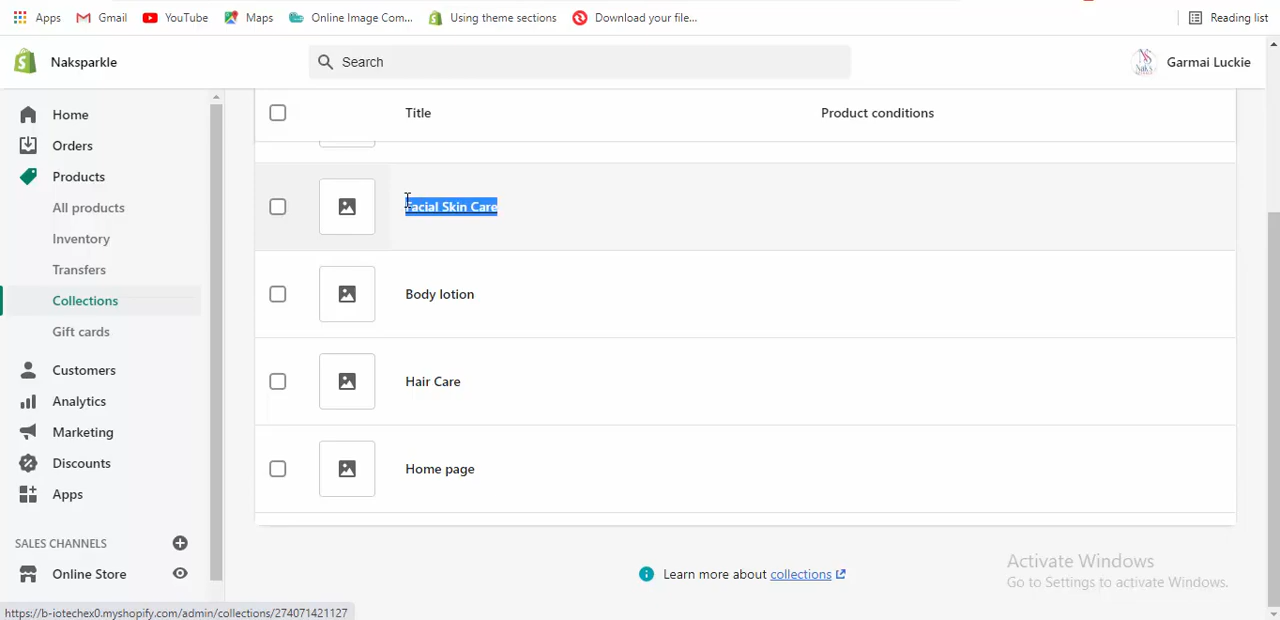 Apps Gmail YouTube Maps Online Image Com... Using theme sections Download your file... Reading list
Naksparkle Search Garmai Luckie
Home
Orders
Products
All products
Inventory
Transfers
Collections
Gift cards
Customers
Analytics
Marketing
Discounts
Apps
SALES CHANNELS
Online Store
Title Product conditions
Facial Skin Care
Body lotion
Hair Care
Home page
Learn more about collections
Activate Windows
Go to Settings to activate Windows.
https://b-iotechex0.myshopify.com/admin/collections/274071421127